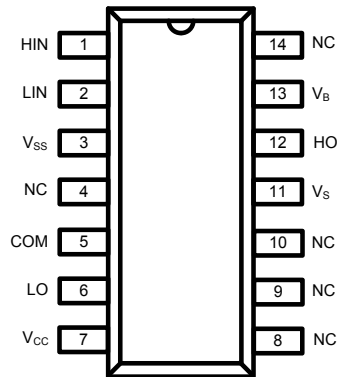 HIN 1 14 NC
LIN 2 13 VB
VSS 3 12 HO
NC 4 11 VS
COM 5 10 NC
LO 6 9 NC
VCC 7 8 NC